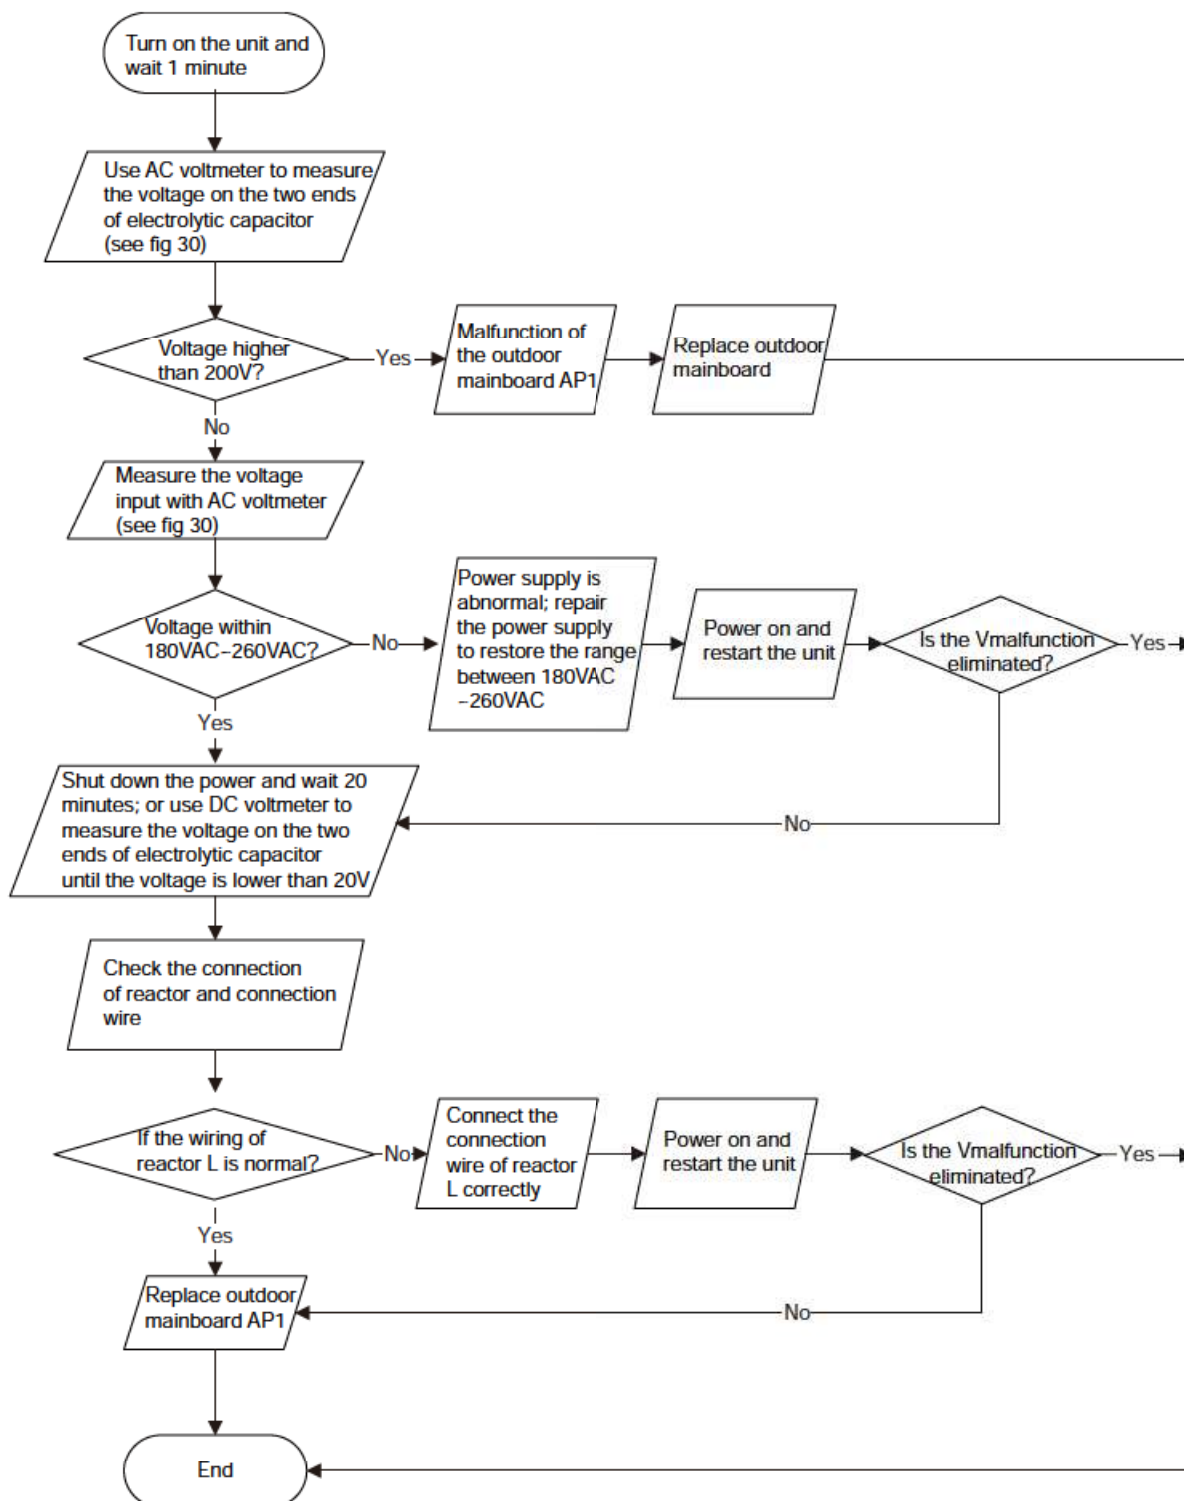 Turn on the unit and
wait 1 minute
Use AC voltmeter to measure
the voltage on the two ends
of electrolytic capacitor
(see fig 30)
Voltage higher
than 200V?
Yes
Malfunction of
the outdoor
mainboard AP1
Replace outdoor
mainboard
No
Measure the voltage
input with AC voltmeter
(see fig 30)
Voltage within
180VAC~260VAC?
No
Power supply is
abnormal; repair
the power supply
to restore the range
between 180VAC
~260VAC
Power on and
restart the unit
Is the Vmalfunction
eliminated?
Yes
Yes
Shut down the power and wait 20
minutes; or use DC voltmeter to
measure the voltage on the two
ends of electrolytic capacitor
until the voltage is lower than 20V
No
Check the connection
of reactor and connection
wire
If the wiring of
reactor L is normal?
No
Connect the
connection
wire of reactor
L correctly
Power on and
restart the unit
Is the Vmalfunction
eliminated?
Yes
Yes
Replace outdoor
mainboard AP1
No
End